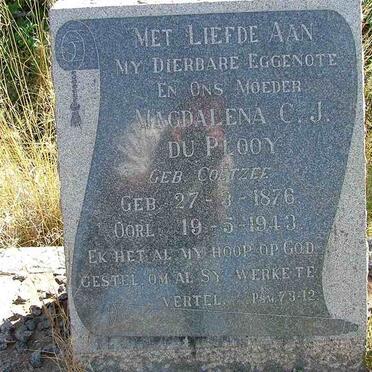 MET LIEFDE AAN
MY DIERBARE EGGENOTE
EN ONS MOEDER
MAGDALENA C. J.
DU PLOOY
GEB. COETZEE
GEB. 27-3-1876
OORL. 19-5-1943
EK HET AL MY HOOP OP GOD
GESTEL OM AL SY WERKE TE
VERTEL. PSM. 73-12